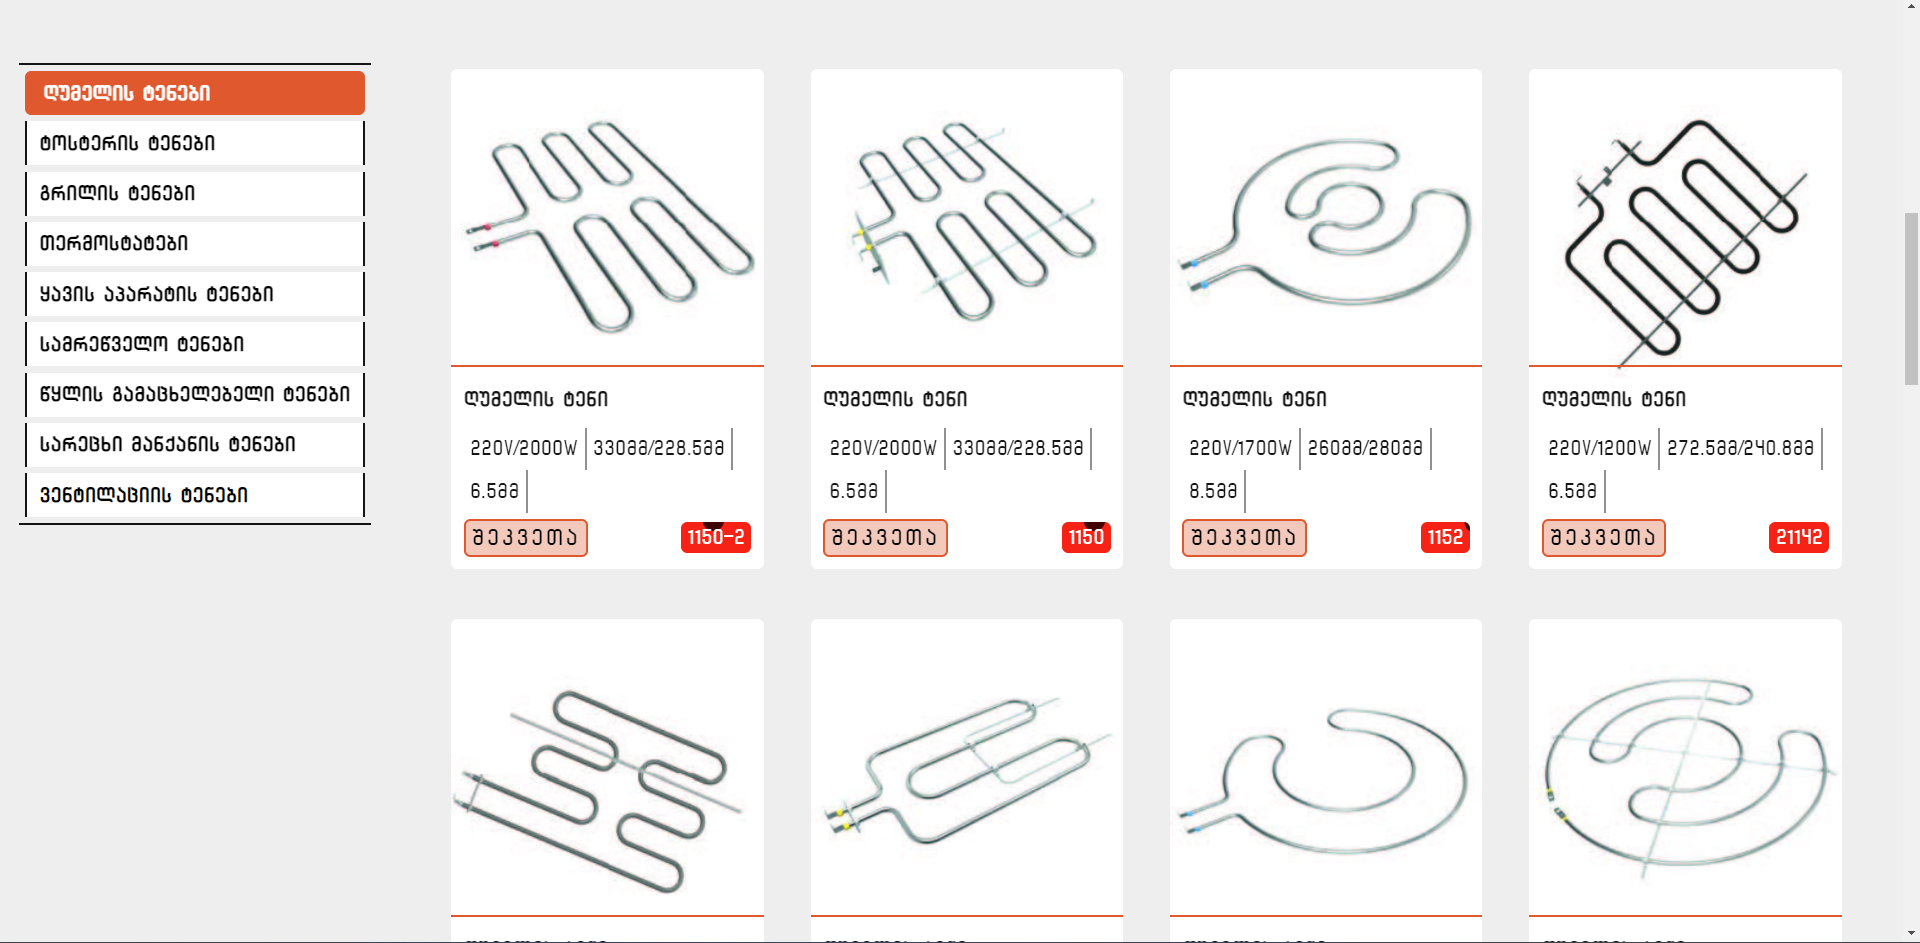 ღუმელის ტენები
ტოსტერის ტენები
გრილის ტენები
თერმოსტატები
ყავის აპარატის ტენები
სამრეწველო ტენები
წყლის გამაცხელებელი ტენები
სარეცხი მანქანის ტენები
ვენტილაციის ტენები
ღუმელის ტენი
220V/2000W
330მმ/228.5მმ
6.5მმ
შეკვეთა
1150-2
ღუმელის ტენი
220V/2000W
330მმ/228.5მმ
6.5მმ
შეკვეთა
1150
ღუმელის ტენი
220V/1700W
260მმ/280მმ
8.5მმ
შეკვეთა
1152
ღუმელის ტენი
220V/1200W
272.5მმ/240.8მმ
6.5მმ
შეკვეთა
21142